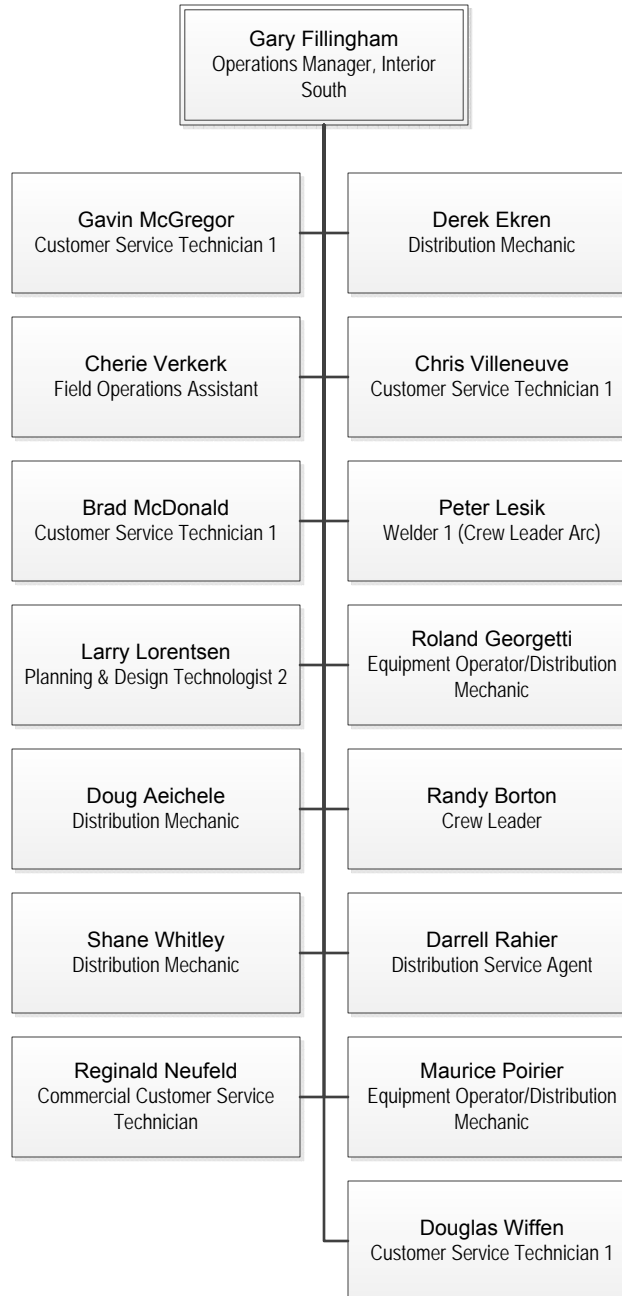 Gary Fillingham
Operations Manager, Interior
South
Gavin McGregor
Customer Service Technician 1
Derek Ekren
Distribution Mechanic
Cherie Verkerk
Field Operations Assistant
Chris Villeneuve
Customer Service Technician 1
Brad McDonald
Customer Service Technician 1
Peter Lesik
Welder 1 (Crew Leader Arc)
Larry Lorentsen
Planning & Design Technologist 2
Roland Georgetti
Equipment Operator/Distribution
Mechanic
Doug Aeichele
Distribution Mechanic
Randy Borton
Crew Leader
Shane Whitley
Distribution Mechanic
Darrell Rahier
Distribution Service Agent
Reginald Neufeld
Commercial Customer Service
Technician
Maurice Poirier
Equipment Operator/Distribution
Mechanic
Douglas Wiffen
Customer Service Technician 1